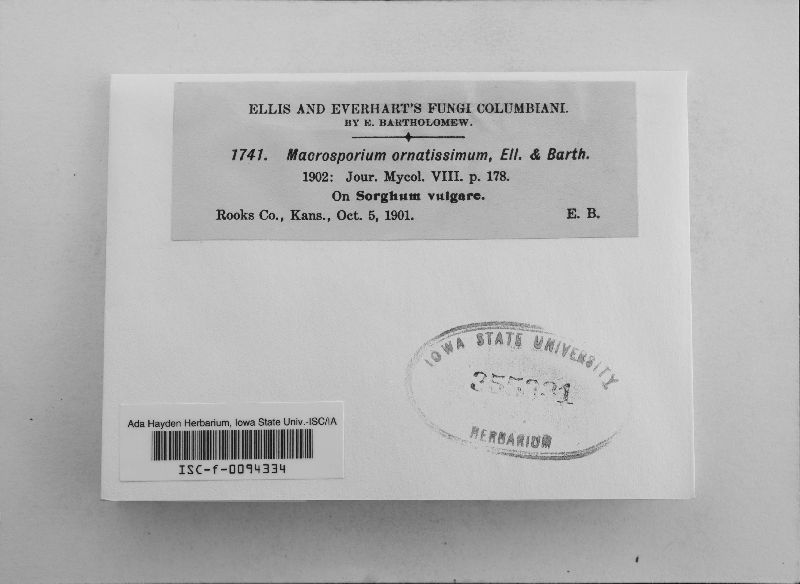 ELLIS AND EVERHART'S FUNGI COLUMBIANI.
BY E. BARTHOLOMEW.
1741. Macrosporium ornatissimum, Ell. & Barth.
1902: Jour. Mycol. VIII. p. 178.
On Sorghum vulgare.
Rooks Co., Kans., Oct. 5, 1901. E. B.
IOWA STATE UNIVERSITY
HERBARIUM
Ada Hayden Herbarium, Iowa State Univ.-ISC/IA
ISC-f-0094334